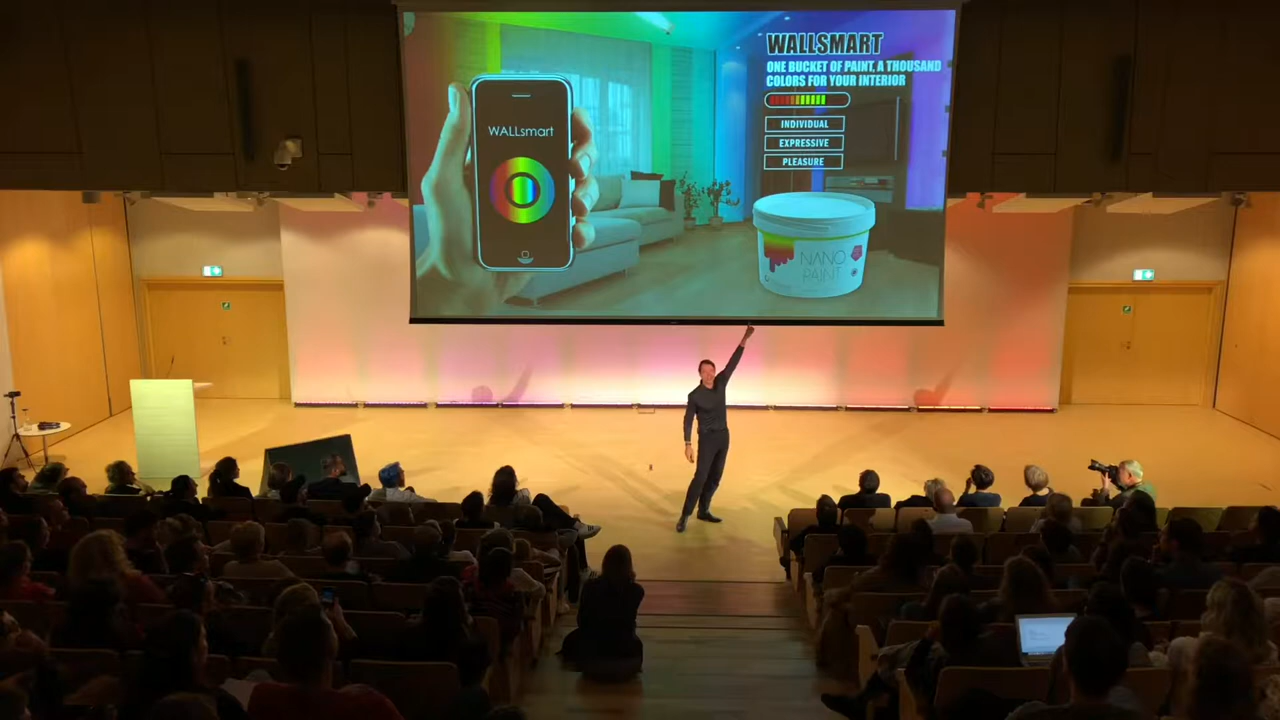 WALLSMART
ONE BUCKET OF PAINT, A THOUSAND
COLORS FOR YOUR INTERIOR
INDIVIDUAL
EXPRESSIVE
PLEASURE
WALLsmart
NANO
PAINT